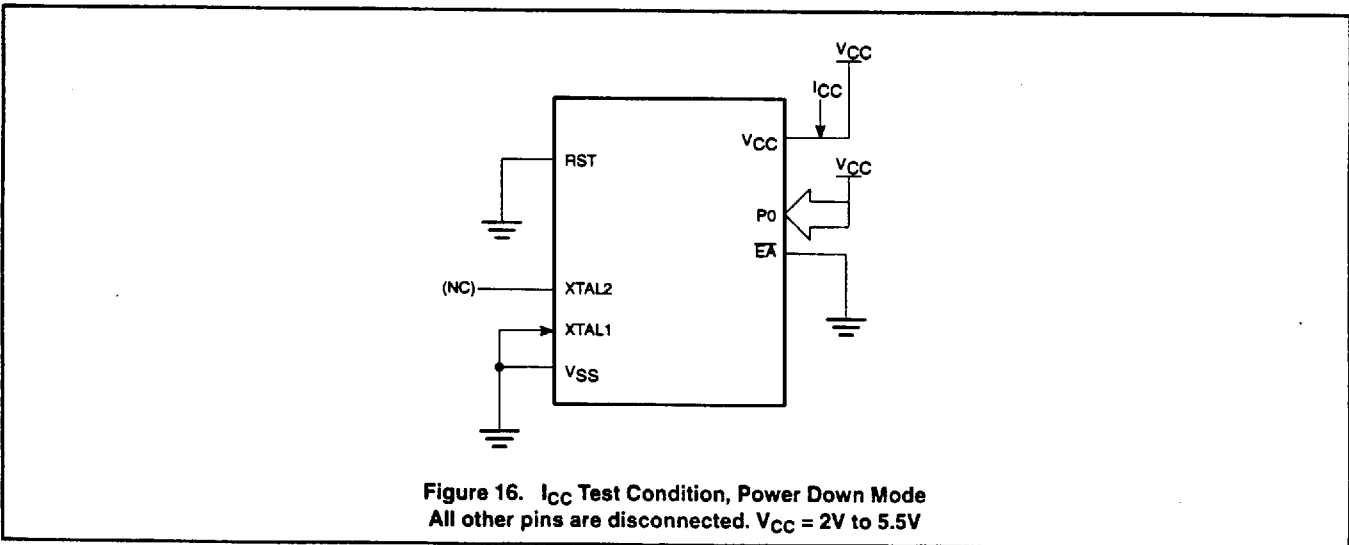 VCC
ICC
VCC
RST
VCC
P0
EA
(NC)
XTAL2
XTAL1
VSS
Figure 16. ICC Test Condition, Power Down Mode
All other pins are disconnected. VCC = 2V to 5.5V